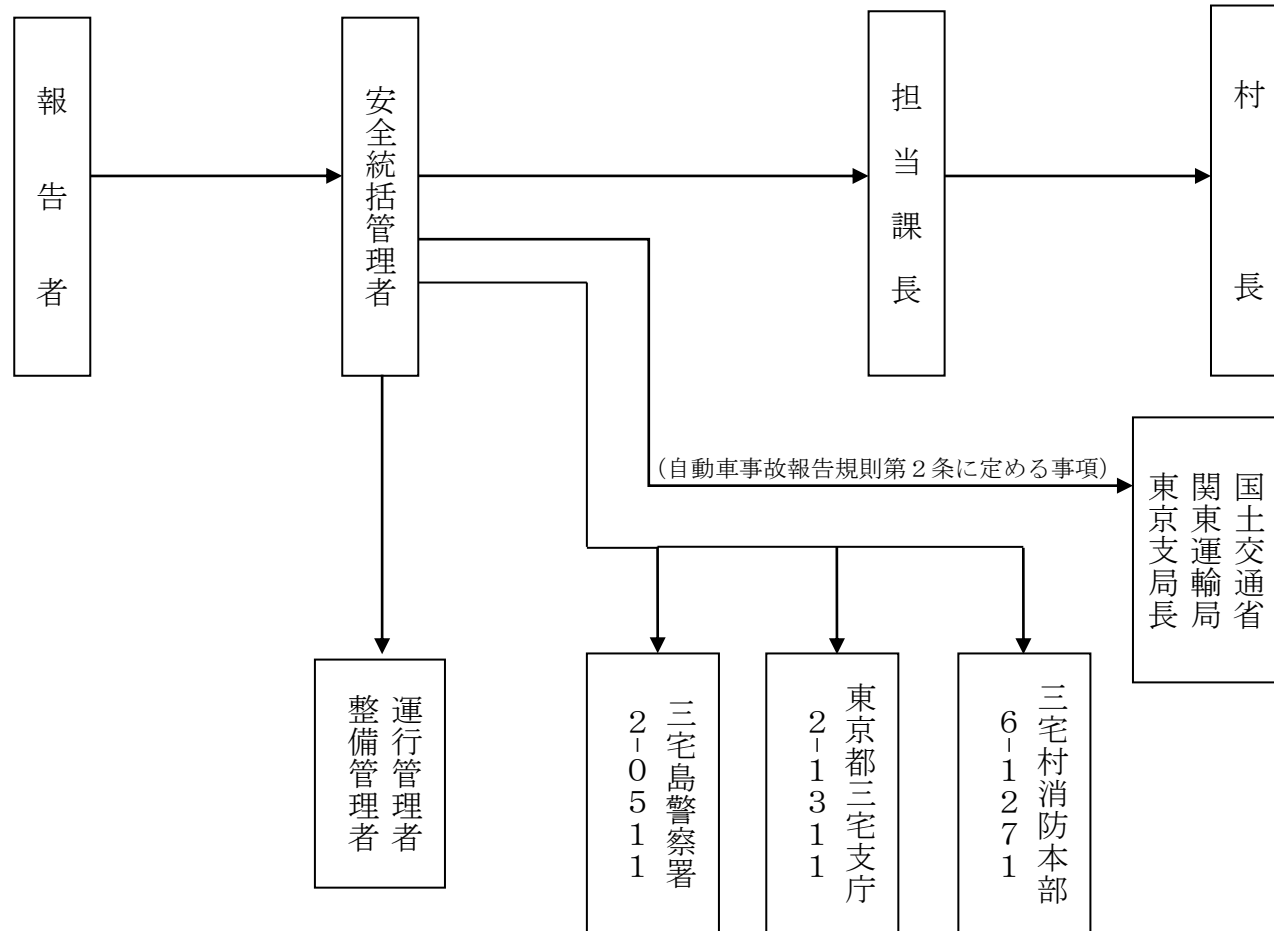 報告者
安全統括管理者
担当課長
村長
（自動車事故報告規則第２条に定める事項）
国土交通省
関東運輸局
東京支局長
運行管理者
整備管理者
三宅島警察署
２-０５１１
東京都三宅支庁
２-１３１１
三宅村消防本部
６-１２７１